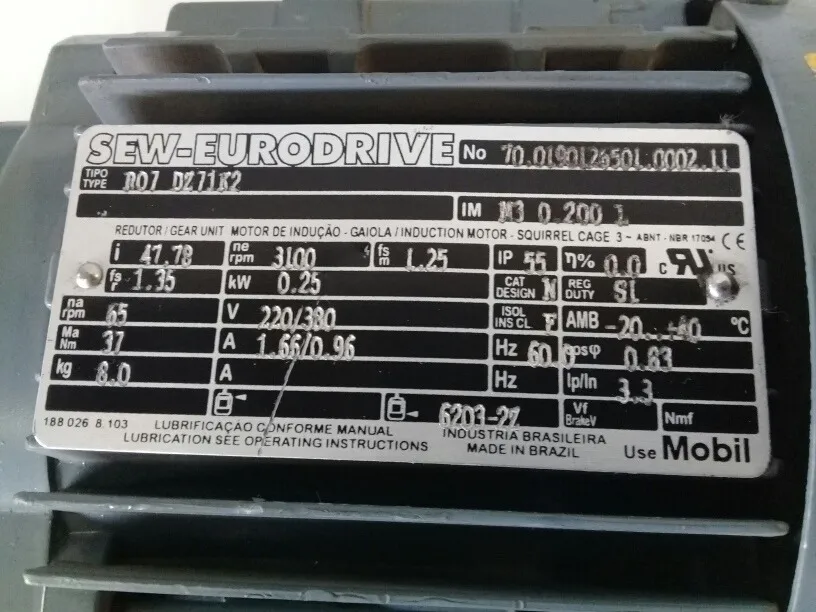 SEW-EURODRIVE No 70.0190126501.0002.11
TIPO TYPE R07 DZ71K2
IM M3 0.200 1
REDUTOR / GEAR UNIT MOTOR DE INDUÇÃO - GAIOLA / INDUCTION MOTOR - SQUIRREL CAGE 3 ~ ABNT - NBR 17094 CE
i 47.78 ne rpm 3100 fs m 1.25 IP 55 η% 0.0 c UR US
fs r 1.35 kW 0.25 CAT DESIGN N REG DUTY S1
na rpm 65 V 220/380 ISOL INS CL F AMB -20...+40 °C
Ma Nm 37 A 1.66/0.96 Hz 60.0 cosφ 0.83
kg 8.0 A Hz Ip/In 3.3
6203-2Z Vf BrakeV Nmf
188 026 8.103 LUBRIFICAÇÃO CONFORME MANUAL INDÚSTRIA BRASILEIRA
LUBRICATION SEE OPERATING INSTRUCTIONS MADE IN BRAZIL Use Mobil